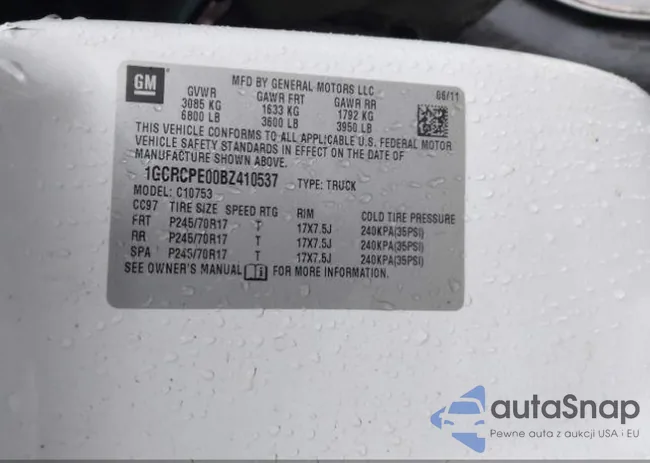 GM
MFD BY GENERAL MOTORS LLC
06/11
GVWR GAWR FRT GAWR RR
3085 KG 1633 KG 1792 KG
6800 LB 3600 LB 3950 LB
THIS VEHICLE CONFORMS TO ALL APPLICABLE U.S. FEDERAL MOTOR
VEHICLE SAFETY STANDARDS IN EFFECT ON THE DATE OF
MANUFACTURE SHOWN ABOVE.
1GCRCPE00BZ410537 TYPE: TRUCK
MODEL: C10753
CC97 TIRE SIZE SPEED RTG RIM COLD TIRE PRESSURE
FRT P245/70R17 T 17X7.5J 240KPA(35PSI)
RR P245/70R17 T 17X7.5J 240KPA(35PSI)
SPA P245/70R17 T 17X7.5J 240KPA(35PSI)
SEE OWNER'S MANUAL FOR MORE INFORMATION.
autaSnap
Pewne auta z aukcji USA i EU